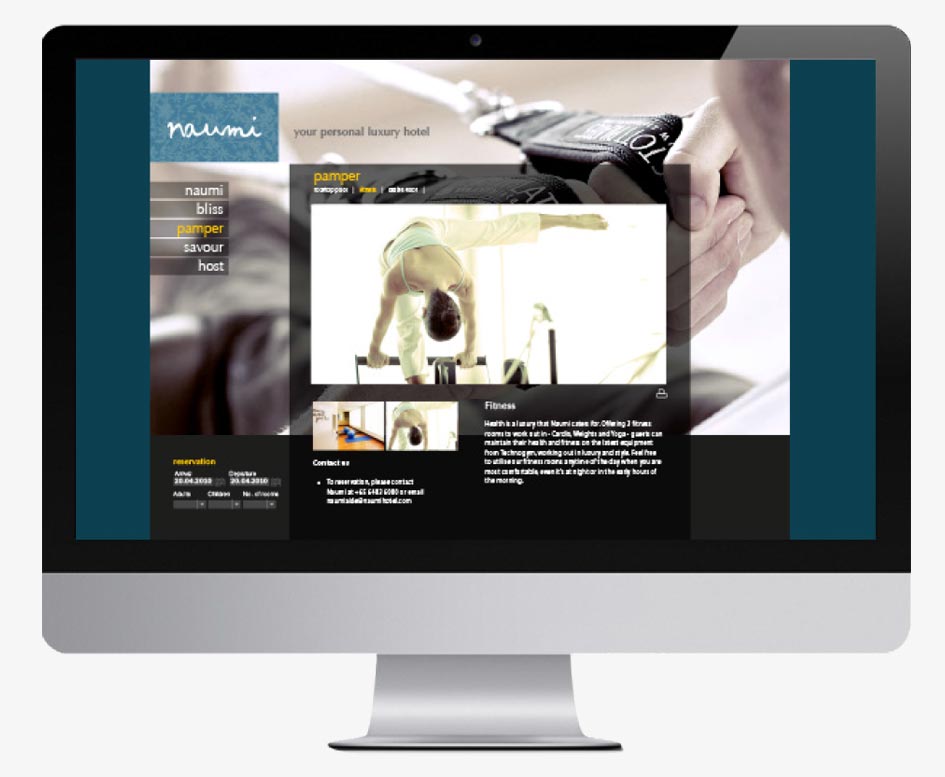 naumi
your personal luxury hotel
naumi
bliss
pamper
savour
host
pamper
rooftop pool | fitness |
Fitness
Health is a luxury that Naumi caters for. Offering 3 fitness
rooms to work out in - Cardio, Weights and Yoga - guests can
maintain their health and fitness on the latest equipment
from Technogym, working out in luxury and style. Feel free
to utilise our fitness rooms anytime of the day when you are
most comfortable, even it's at night or in the early hours of
the morning.
Contact us
• To reservation, please contact
Naumi at +65 6403 6000 or email
naumiaide@naumihotel.com
reservation
Arrival Departure
20.04.2010 20.04.2010
Adults Children No. of rooms